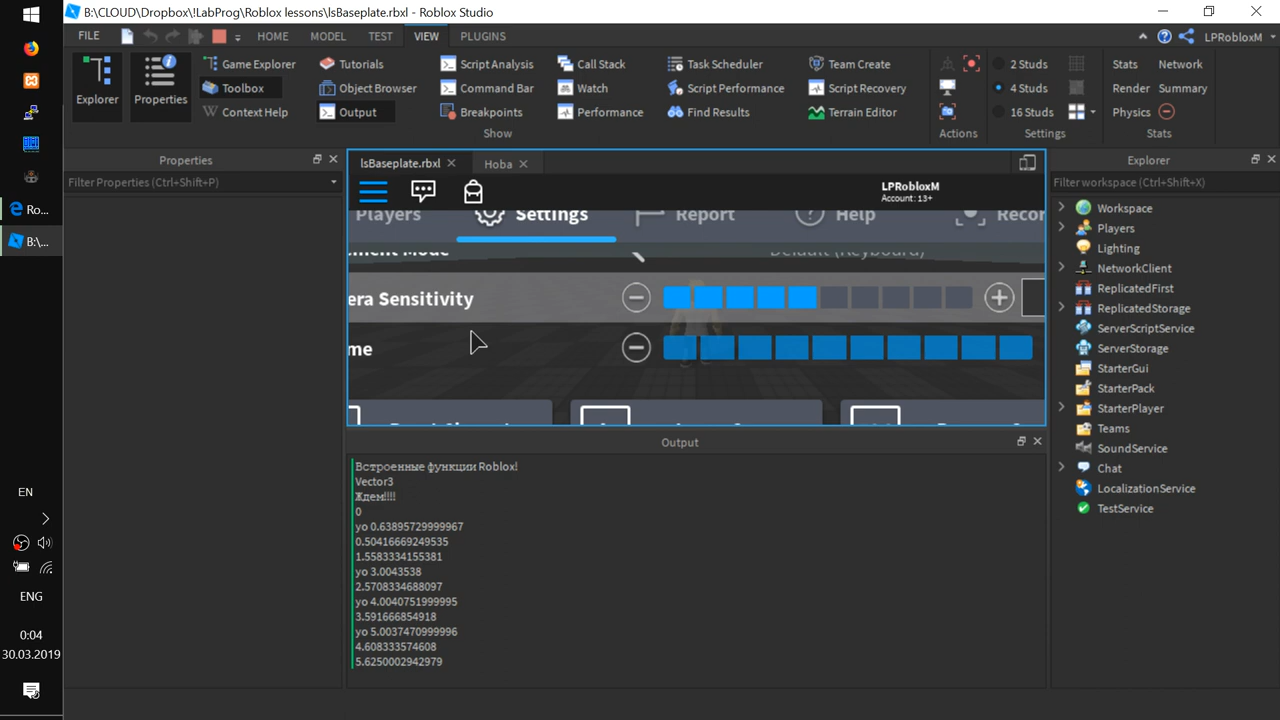 B:\CLOUD\Dropbox\!LabProg\Roblox lessons\lsBaseplate.rbxl - Roblox Studio
FILE HOME MODEL TEST VIEW PLUGINS LPRobloxM
Explorer
Properties
Game Explorer
Toolbox
Context Help
Tutorials
Object Browser
Output
Script Analysis
Command Bar
Breakpoints
Call Stack
Watch
Performance
Task Scheduler
Script Performance
Find Results
Team Create
Script Recovery
Terrain Editor
Show
Actions
2 Studs
4 Studs
16 Studs
Settings
Stats Network
Render Summary
Physics
Stats
Properties
Filter Properties (Ctrl+Shift+P)
lsBaseplate.rbxl Hoba
LPRobloxM
Account: 13+
Players Settings Report Help Recor
ment Mode Default (Keyboard)
era Sensitivity
me
Output
Встроенные функции Roblox!
Vector3
Ждем!!!!
0
yo 0.63895729999967
0.50416669249535
1.5583334155381
yo 3.0043538
2.5708334688097
yo 4.0040751999995
3.591666854918
yo 5.0037470999996
4.608333574608
5.6250002942979
Explorer
Filter workspace (Ctrl+Shift+X)
Workspace
Players
Lighting
NetworkClient
ReplicatedFirst
ReplicatedStorage
ServerScriptService
ServerStorage
StarterGui
StarterPack
StarterPlayer
Teams
SoundService
Chat
LocalizationService
TestService
Ro...
B:\...
EN
ENG
0:04
30.03.2019